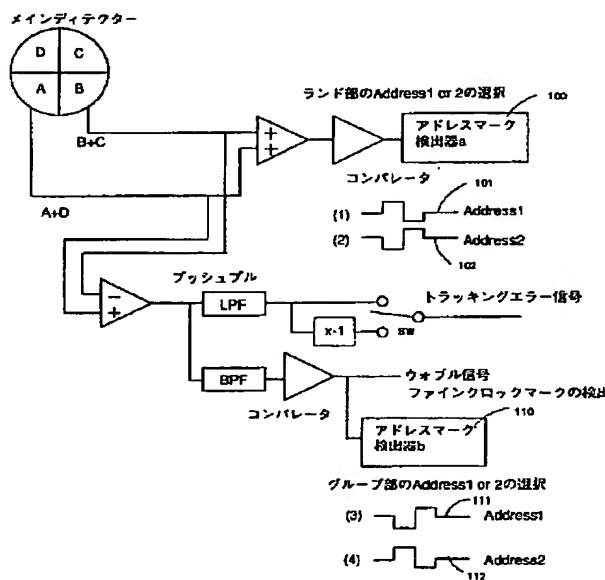 メインディテクター
D C
A B
B+C
A+D
ランド部のAddress1 or 2の選択
100
アドレスマーク
検出器a
コンパレータ
101
(1) Address1
(2) Address2
102
プッシュプル
LPF
トラッキングエラー信号
x-1
sw
BPF
ウォブル信号
ファインクロックマークの検出
コンパレータ
110
アドレスマーク
検出器b
グルーブ部のAddress1 or 2の選択
111
(3) Address1
(4) Address2
112